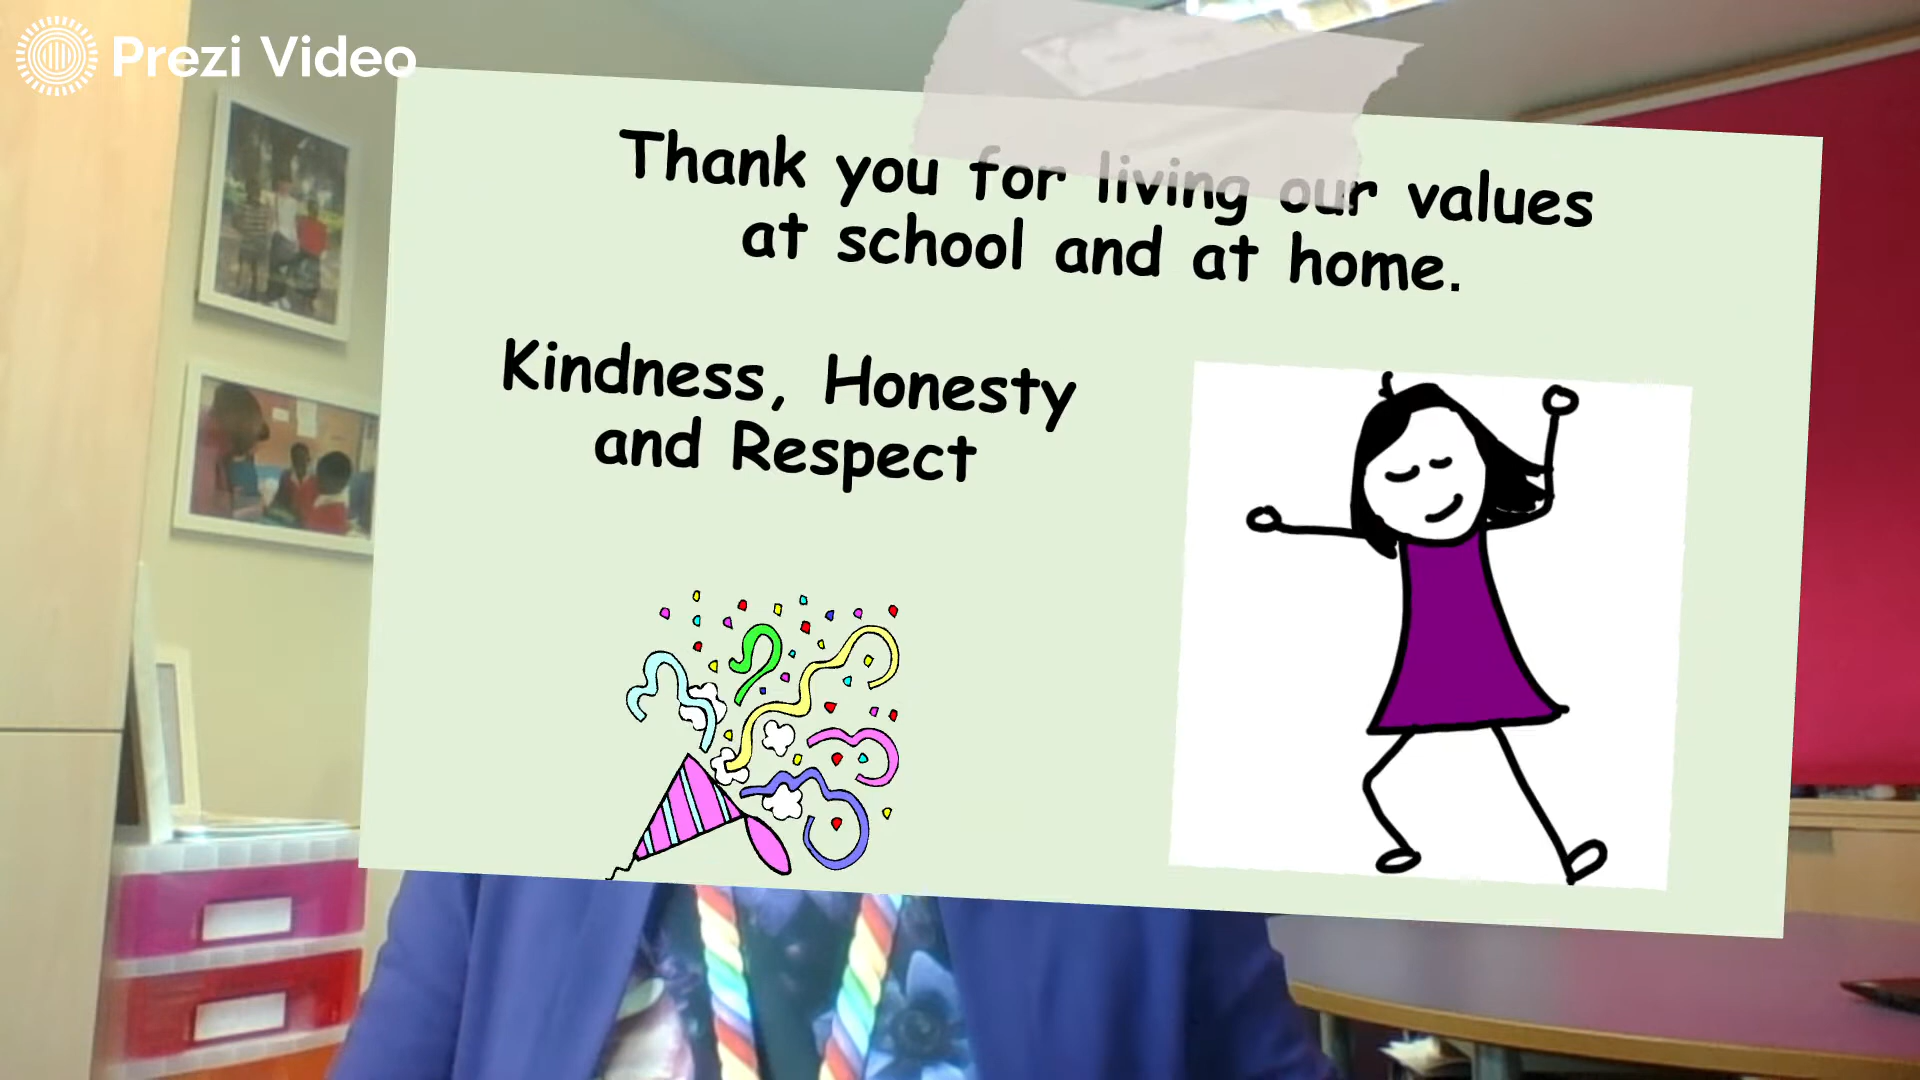 Prezi Video
Thank you for living our values
at school and at home.
Kindness, Honesty
and Respect